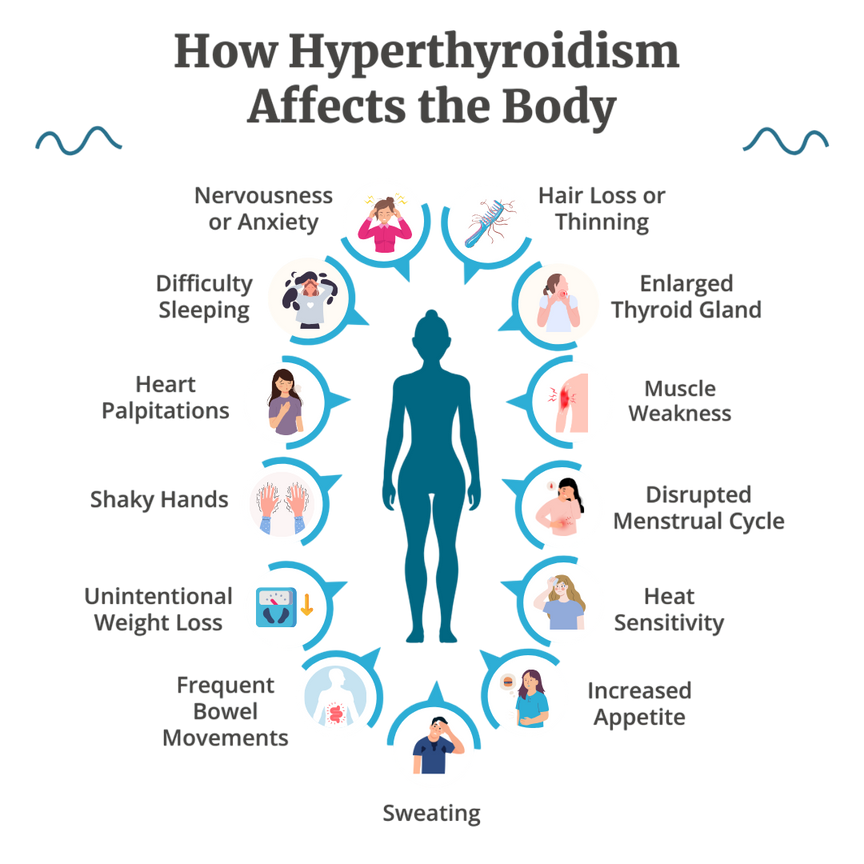 How Hyperthyroidism
Affects the Body
Nervousness
or Anxiety
Hair Loss or
Thinning
Difficulty
Sleeping
Enlarged
Thyroid Gland
Heart
Palpitations
Muscle
Weakness
Shaky Hands
Disrupted
Menstrual Cycle
Unintentional
Weight Loss
Heat
Sensitivity
Frequent
Bowel
Movements
Increased
Appetite
Sweating